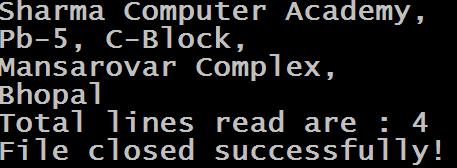 Sharma Computer Academy,
Pb-5, C-Block,
Mansarovar Complex,
Bhopal
Total lines read are : 4
File closed successfully!